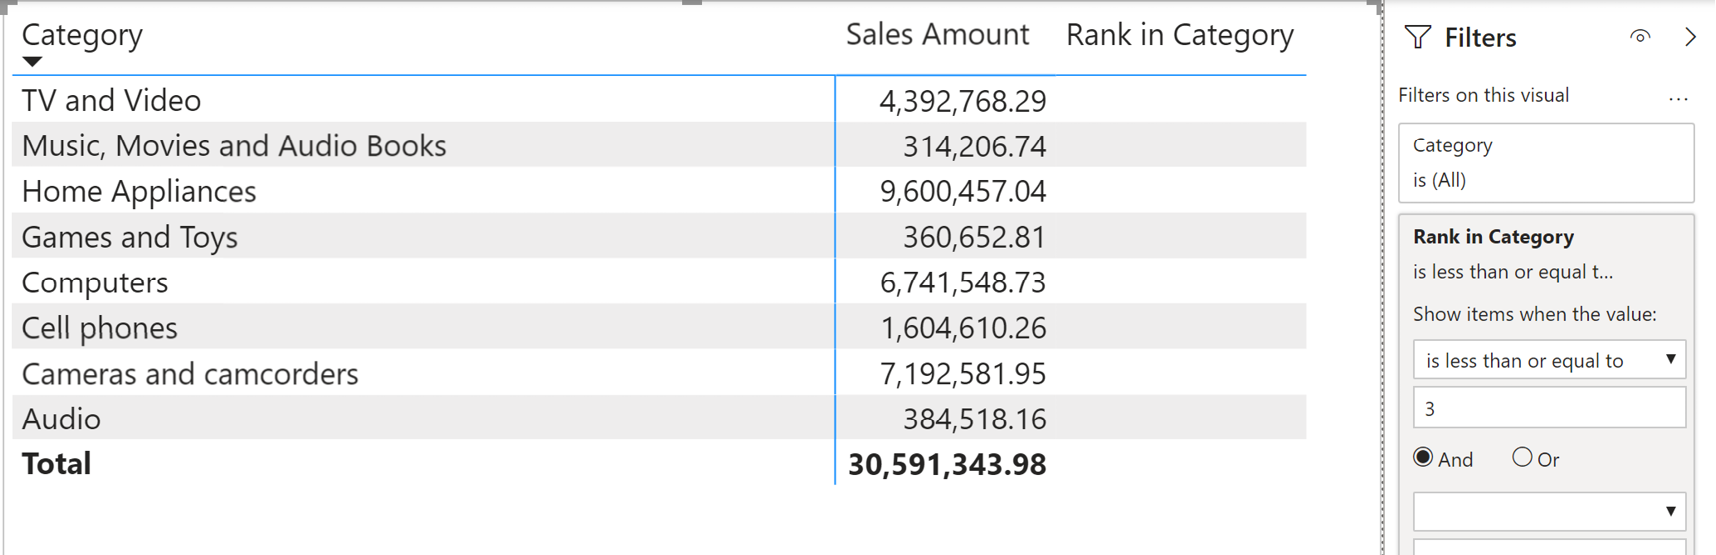 Category Sales Amount Rank in Category
TV and Video 4,392,768.29
Music, Movies and Audio Books 314,206.74
Home Appliances 9,600,457.04
Games and Toys 360,652.81
Computers 6,741,548.73
Cell phones 1,604,610.26
Cameras and camcorders 7,192,581.95
Audio 384,518.16
Total 30,591,343.98
Filters
Filters on this visual ...
Category
is (All)
Rank in Category
is less than or equal t...
Show items when the value:
is less than or equal to
3
And Or